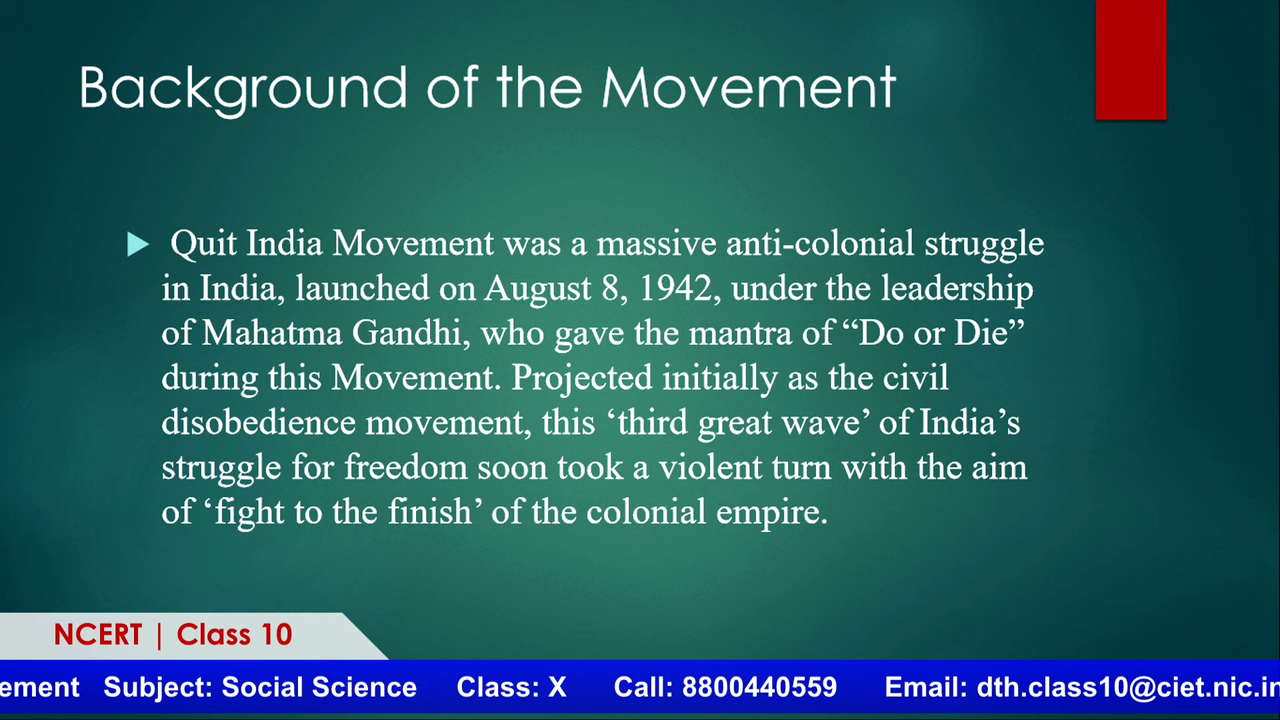 Background of the Movement
Quit India Movement was a massive anti-colonial struggle
in India, launched on August 8, 1942, under the leadership
of Mahatma Gandhi, who gave the mantra of “Do or Die”
during this Movement. Projected initially as the civil
disobedience movement, this ‘third great wave’ of India’s
struggle for freedom soon took a violent turn with the aim
of ‘fight to the finish’ of the colonial empire.
NCERT | Class 10
ement Subject: Social Science Class: X Call: 8800440559 Email: dth.class10@ciet.nic.in